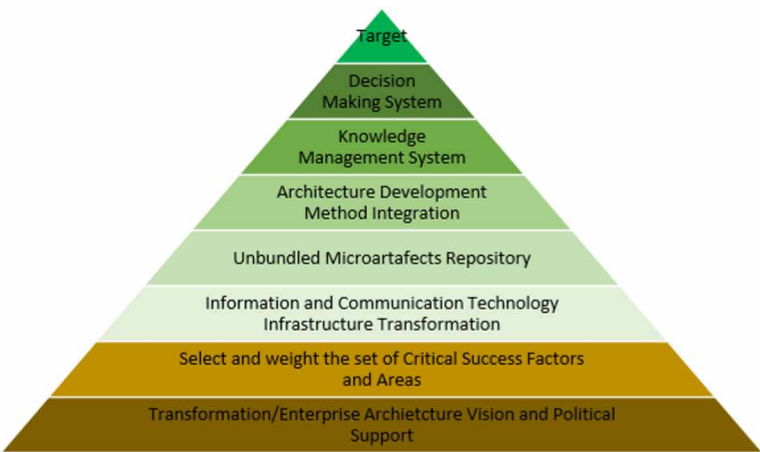 Target
Decision
Making System
Knowledge
Management System
Architecture Development
Method Integration
Unbundled Microartafects Repository
Information and Communication Technology
Infrastructure Transformation
Select and weight the set of Critical Success Factors
and Areas
Transformation/Enterprise Archietcture Vision and Political
Support